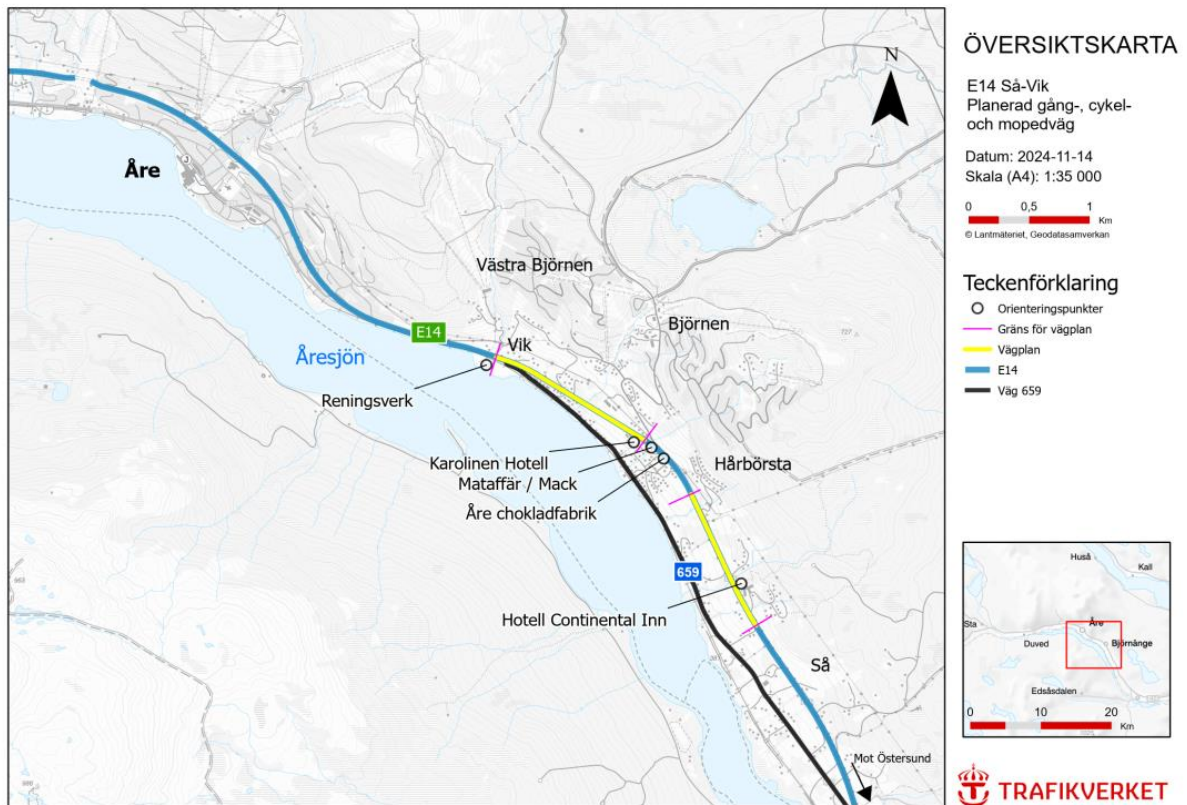 ÖVERSIKTSKARTA
E14 Så-Vik
Planerad gång-, cykel-
och mopedväg
Datum: 2024-11-14
Skala (A4): 1:35 000
0 0,5 1
Km
© Lantmäteriet, Geodatasamverkan
Teckenförklaring
Orienteringspunkter
Gräns för vägplan
Vägplan
E14
Väg 659
N
Åre
Västra Björnen
Björnen
E14
Vik
Åresjön
Reningsverk
Karolinen Hotell
Mataffär / Mack
Hårbörsta
Åre chokladfabrik
659
Hotell Continental Inn
Så
Mot Östersund
Huså
Kall
Sta
Åre
Duved
Björnänge
Edsåsdalen
0 10 20
Km
TRAFIKVERKET